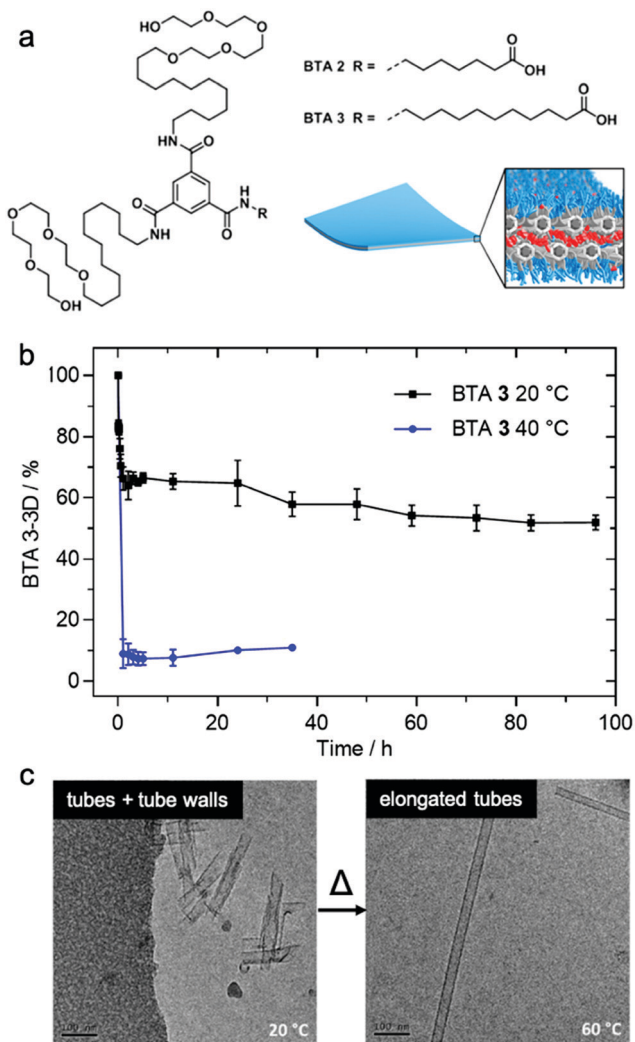 a
HO
O
O
O
O
O
BTA 2 R =
O
OH
BTA 3 R =
O
OH
HN
O
O
H
N
R
O
NH
O
O
O
O
O
OH
b
BTA 3-3D / %
100
80
60
40
20
0
BTA 3 20 °C
BTA 3 40 °C
0 20 40 60 80 100
Time / h
c
tubes + tube walls
elongated tubes
Δ
100 nm
20 °C
100 nm
60 °C